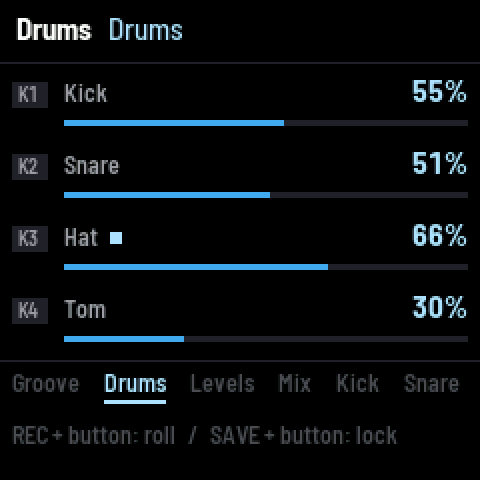 Drums Drums
K1 Kick 55%
K2 Snare 51%
K3 Hat 66%
K4 Tom 30%
Groove Drums Levels Mix Kick Snare
REC+button: roll / SAVE+button: lock